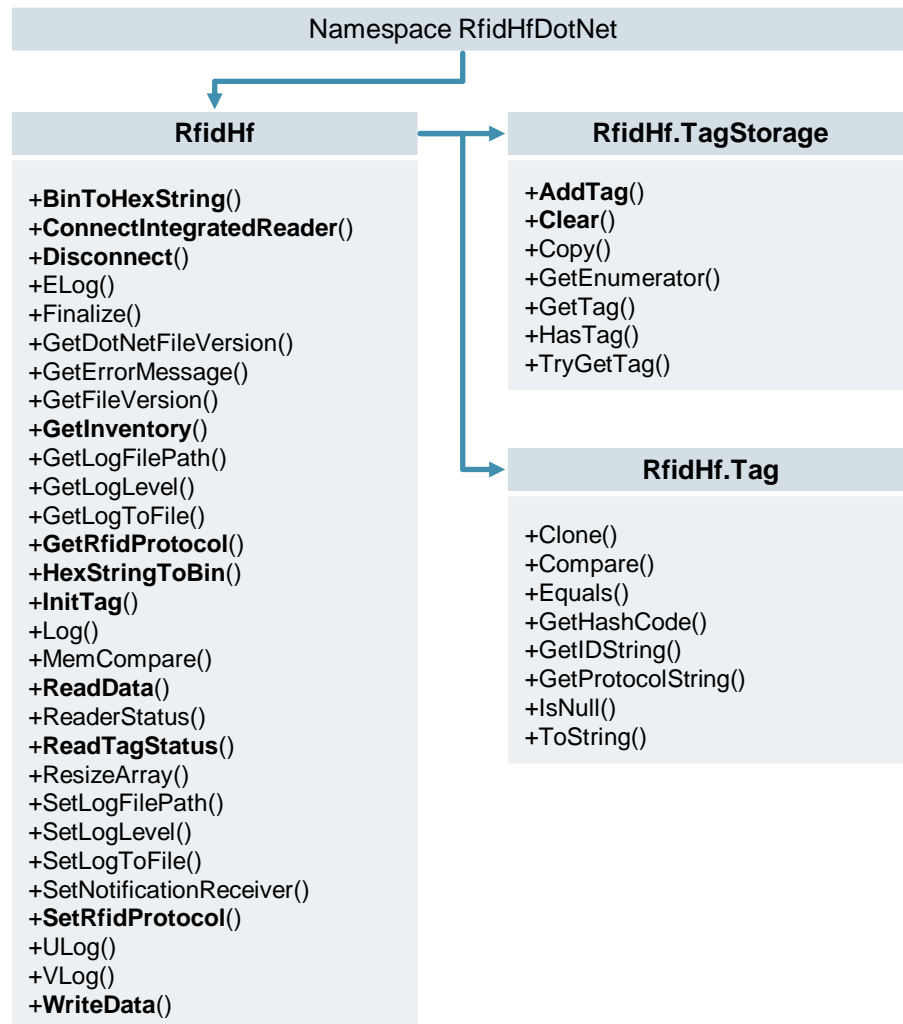 Namespace RfidHfDotNet
RfidHf
+BinToHexString()
+ConnectIntegratedReader()
+Disconnect()
+ELog()
+Finalize()
+GetDotNetFileVersion()
+GetErrorMessage()
+GetFileVersion()
+GetInventory()
+GetLogFilePath()
+GetLogLevel()
+GetLogToFile()
+GetRfidProtocol()
+HexStringToBin()
+InitTag()
+Log()
+MemCompare()
+ReadData()
+ReaderStatus()
+ReadTagStatus()
+ResizeArray()
+SetLogFilePath()
+SetLogLevel()
+SetLogToFile()
+SetNotificationReceiver()
+SetRfidProtocol()
+ULog()
+VLog()
+WriteData()
RfidHf.TagStorage
+AddTag()
+Clear()
+Copy()
+GetEnumerator()
+GetTag()
+HasTag()
+TryGetTag()
RfidHf.Tag
+Clone()
+Compare()
+Equals()
+GetHashCode()
+GetIDString()
+GetProtocolString()
+IsNull()
+ToString()